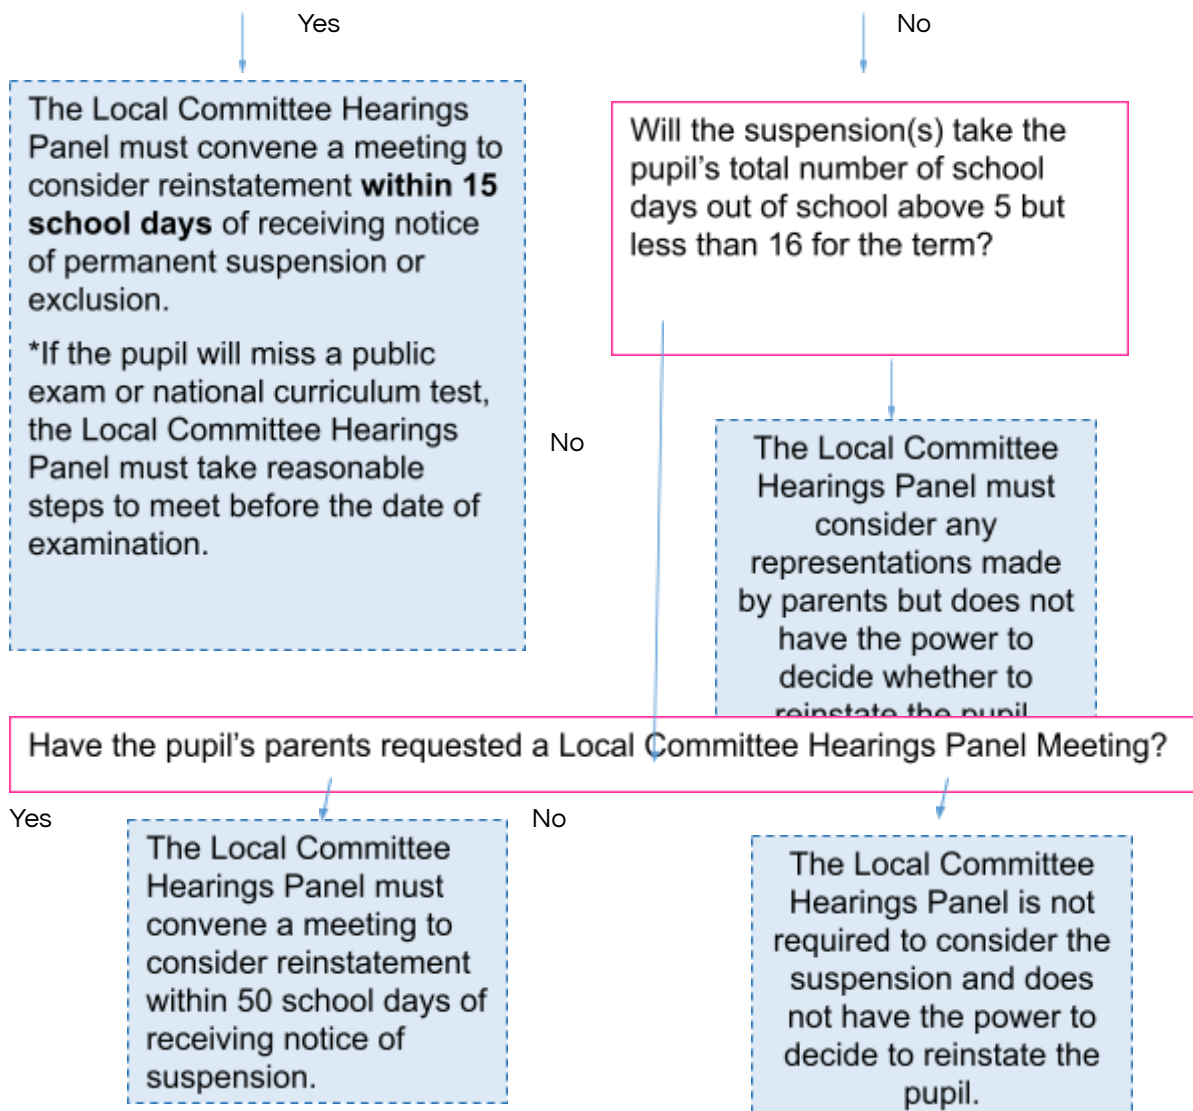 Yes
No
The Local Committee Hearings
Panel must convene a meeting to
consider reinstatement within 15
school days of receiving notice
of permanent suspension or
exclusion.
*If the pupil will miss a public
exam or national curriculum test,
the Local Committee Hearings
Panel must take reasonable
steps to meet before the date of
examination.
Will the suspension(s) take the
pupil's total number of school
days out of school above 5 but
less than 16 for the term?
No
The Local Committee
Hearings Panel must
consider any
representations made
by parents but does not
have the power to
decide whether to
reinstate the pupil
Have the pupil's parents requested a Local Committee Hearings Panel Meeting?
Yes
No
The Local Committee
Hearings Panel must
convene a meeting to
consider reinstatement
within 50 school days of
receiving notice of
suspension.
The Local Committee
Hearings Panel is not
required to consider the
suspension and does
not have the power to
decide to reinstate the
pupil.